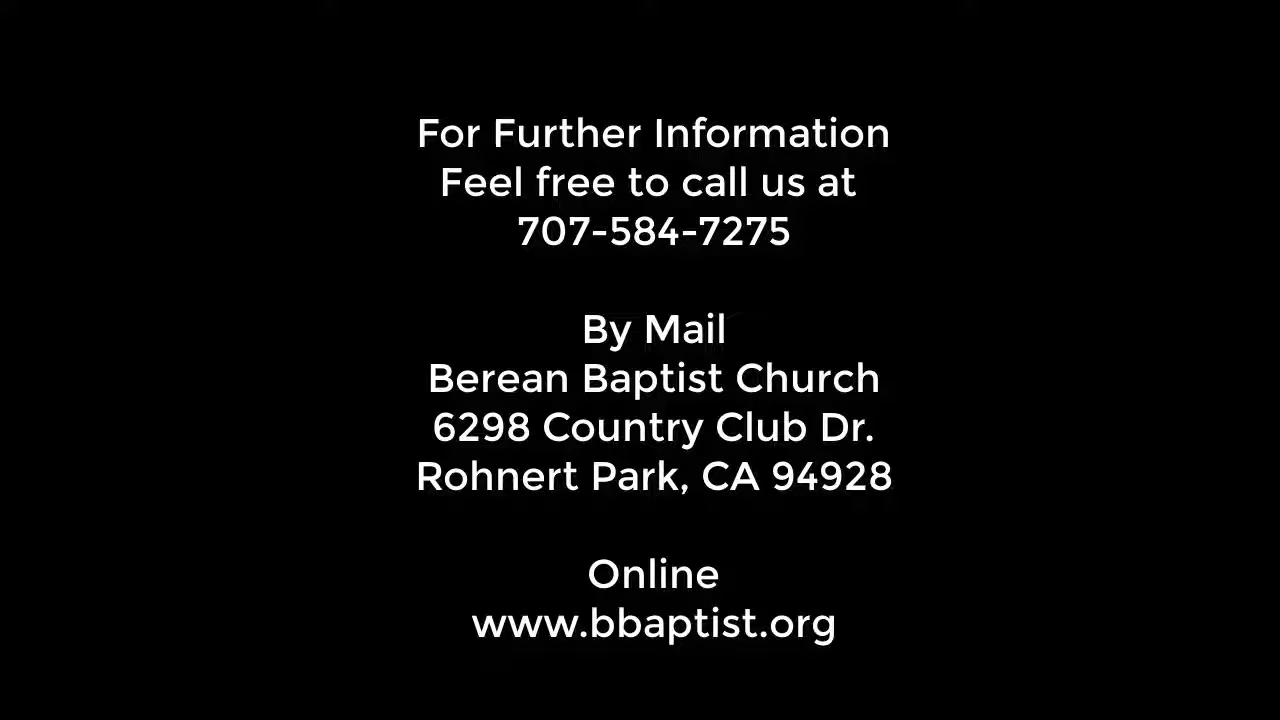 For Further Information
Feel free to call us at
707-584-7275
By Mail
Berean Baptist Church
6298 Country Club Dr.
Rohnert Park, CA 94928
Online
www.bbaptist.org